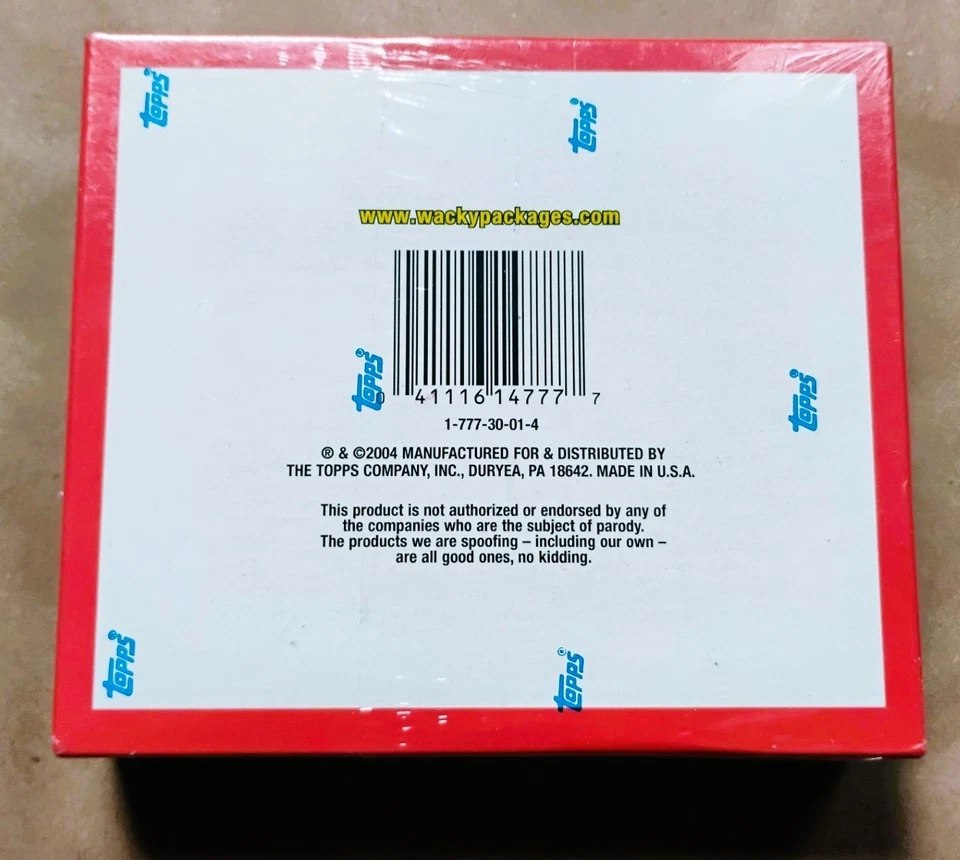 topps®
topps®
www.wackypackages.com
topps®
0 41116 14777 7
topps®
1-777-30-01-4
® & ©2004 MANUFACTURED FOR & DISTRIBUTED BY
THE TOPPS COMPANY, INC., DURYEA, PA 18642. MADE IN U.S.A.
This product is not authorized or endorsed by any of
the companies who are the subject of parody.
The products we are spoofing – including our own –
are all good ones, no kidding.
topps®
topps®